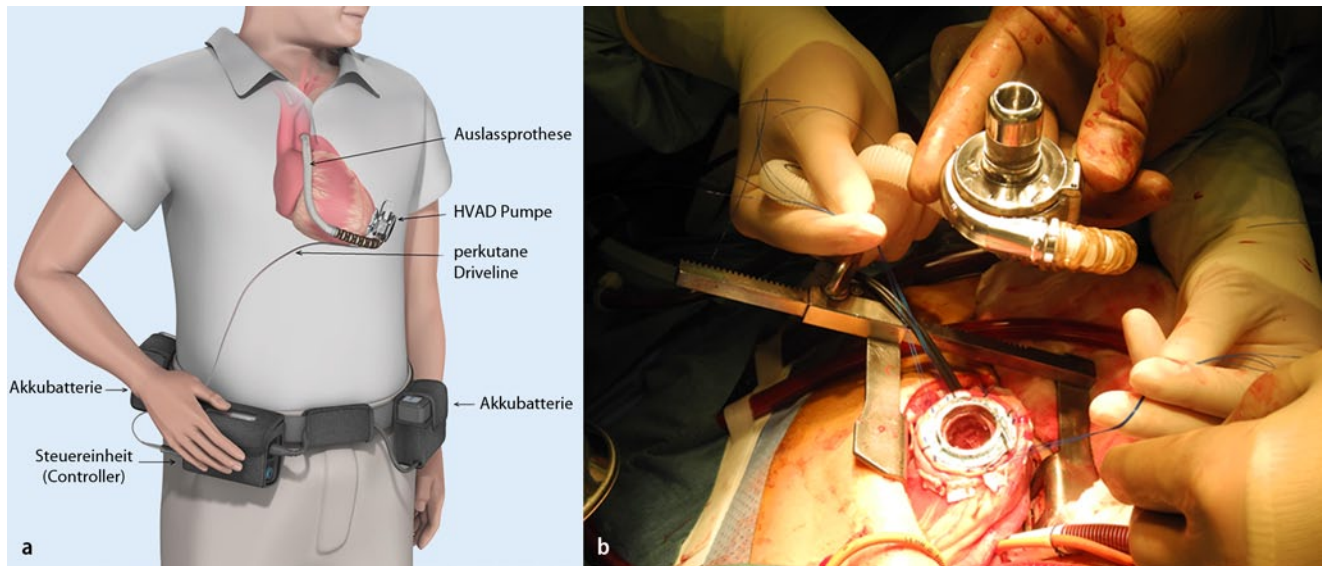 Auslassprothese
HVAD Pumpe
perkutane
Driveline
Akkubatterie
Akkubatterie
Steuereinheit
(Controller)
a
b